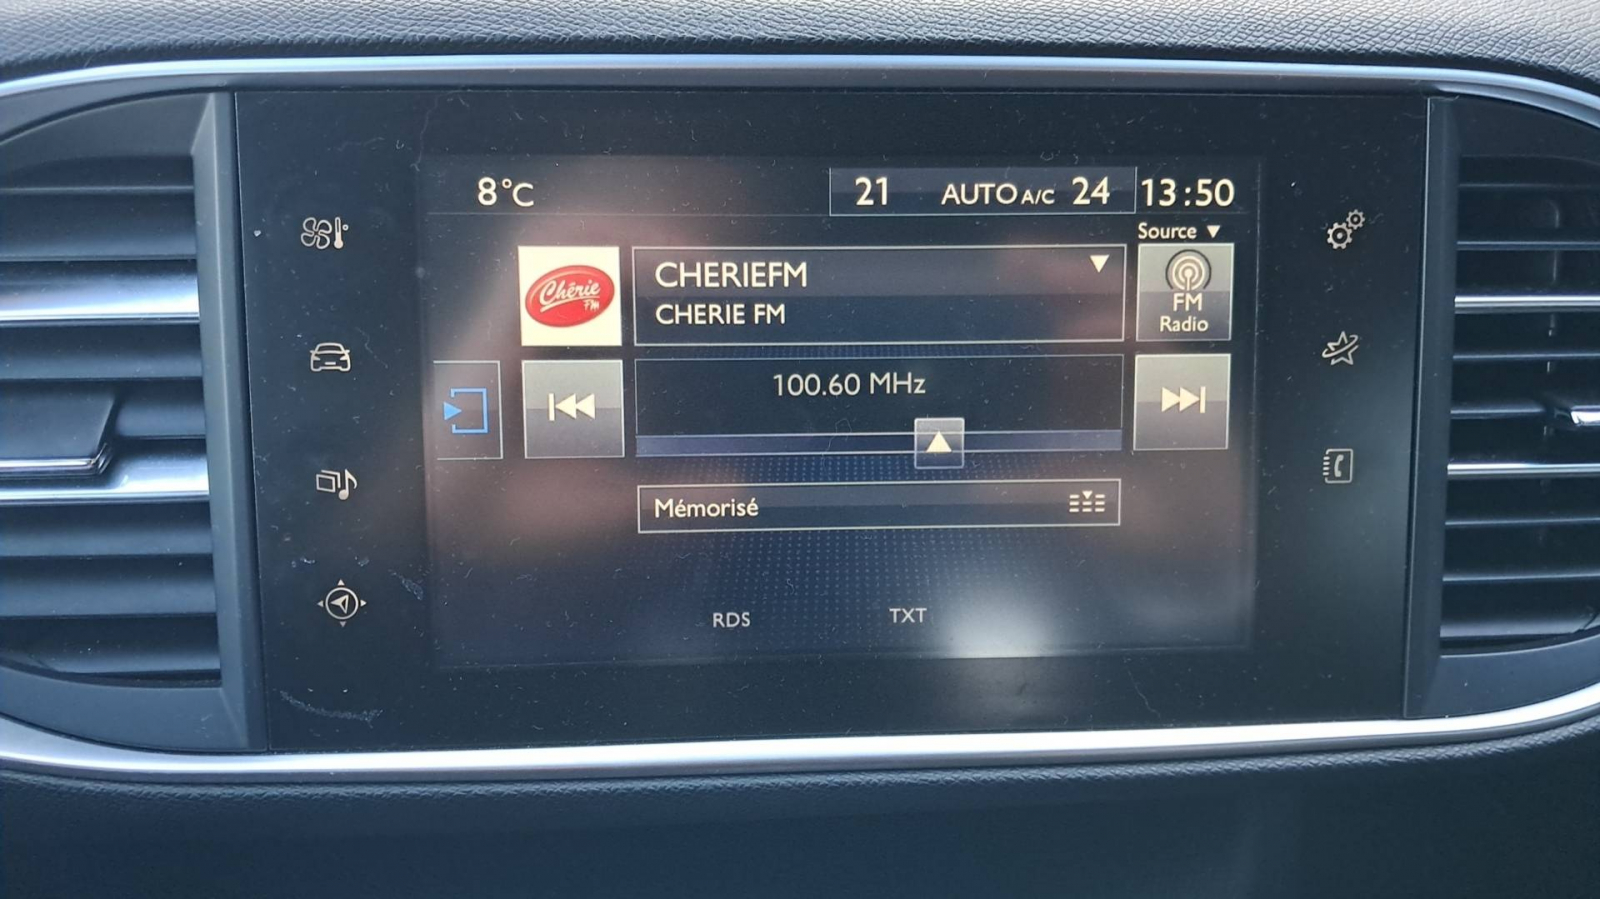 8°C
21 AUTO A/C 24
13:50
Source
Chérie
FM
CHERIEFM
CHERIE FM
FM
Radio
100.60 MHz
Mémorisé
RDS TXT